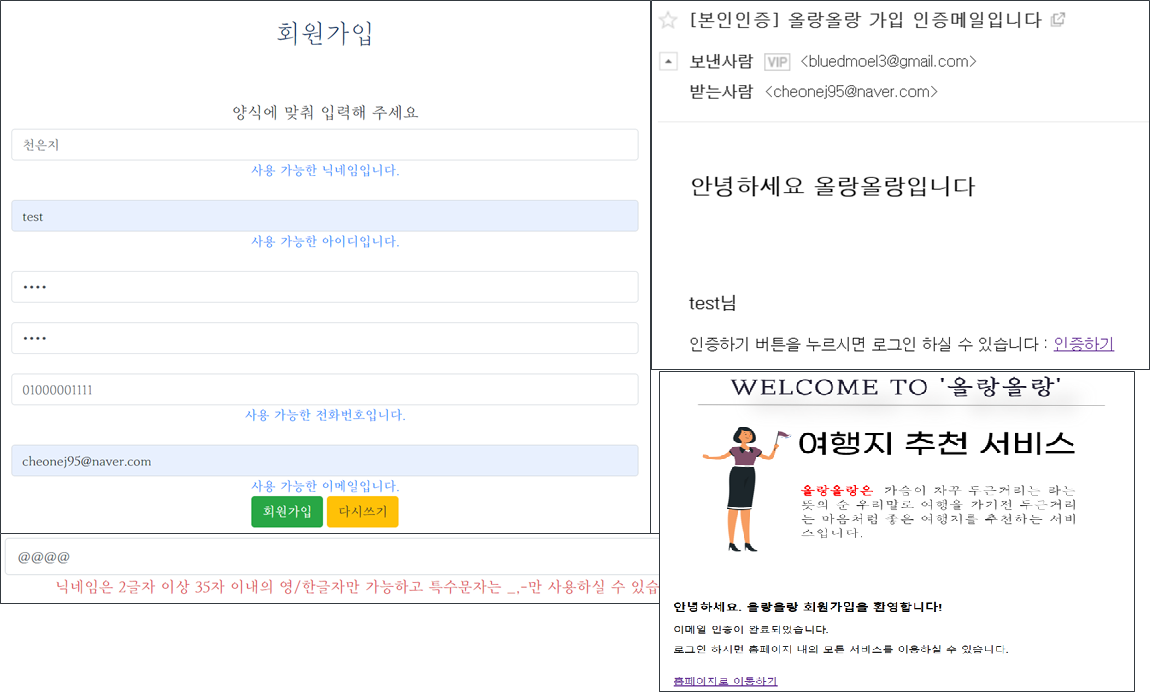 회원가입
양식에 맞춰 입력해 주세요
천은지
사용 가능한 닉네임입니다.
test
사용 가능한 아이디입니다.
••••
••••
01000001111
사용 가능한 전화번호입니다.
cheonej95@naver.com
사용 가능한 이메일입니다.
회원가입 다시쓰기
@@@@
닉네임은 2글자 이상 35자 이내의 영/한글자만 가능하고 특수문자는 _,-만 사용하실 수 있습
[본인인증] 올랑올랑 가입 인증메일입니다
보낸사람 VIP <bluedmoel3@gmail.com>
받는사람 <cheonej95@naver.com>
안녕하세요 올랑올랑입니다
test님
인증하기 버튼을 누르시면 로그인 하실 수 있습니다 : 인증하기
WELCOME TO '올랑올랑'
여행지 추천 서비스
올랑올랑은 가슴이 자꾸 두근거리는 라는
뜻의 순 우리말로 여행을 가기전 두근거리
는 마음처럼 좋은 여행지를 추천하는 서비
스입니다.
안녕하세요. 올랑올랑 회원가입을 환영합니다!
이메일 인증이 완료되었습니다.
로그인 하시면 홈페이지 내의 모든 서비스를 이용하실 수 있습니다.
홈페이지로 이동하기